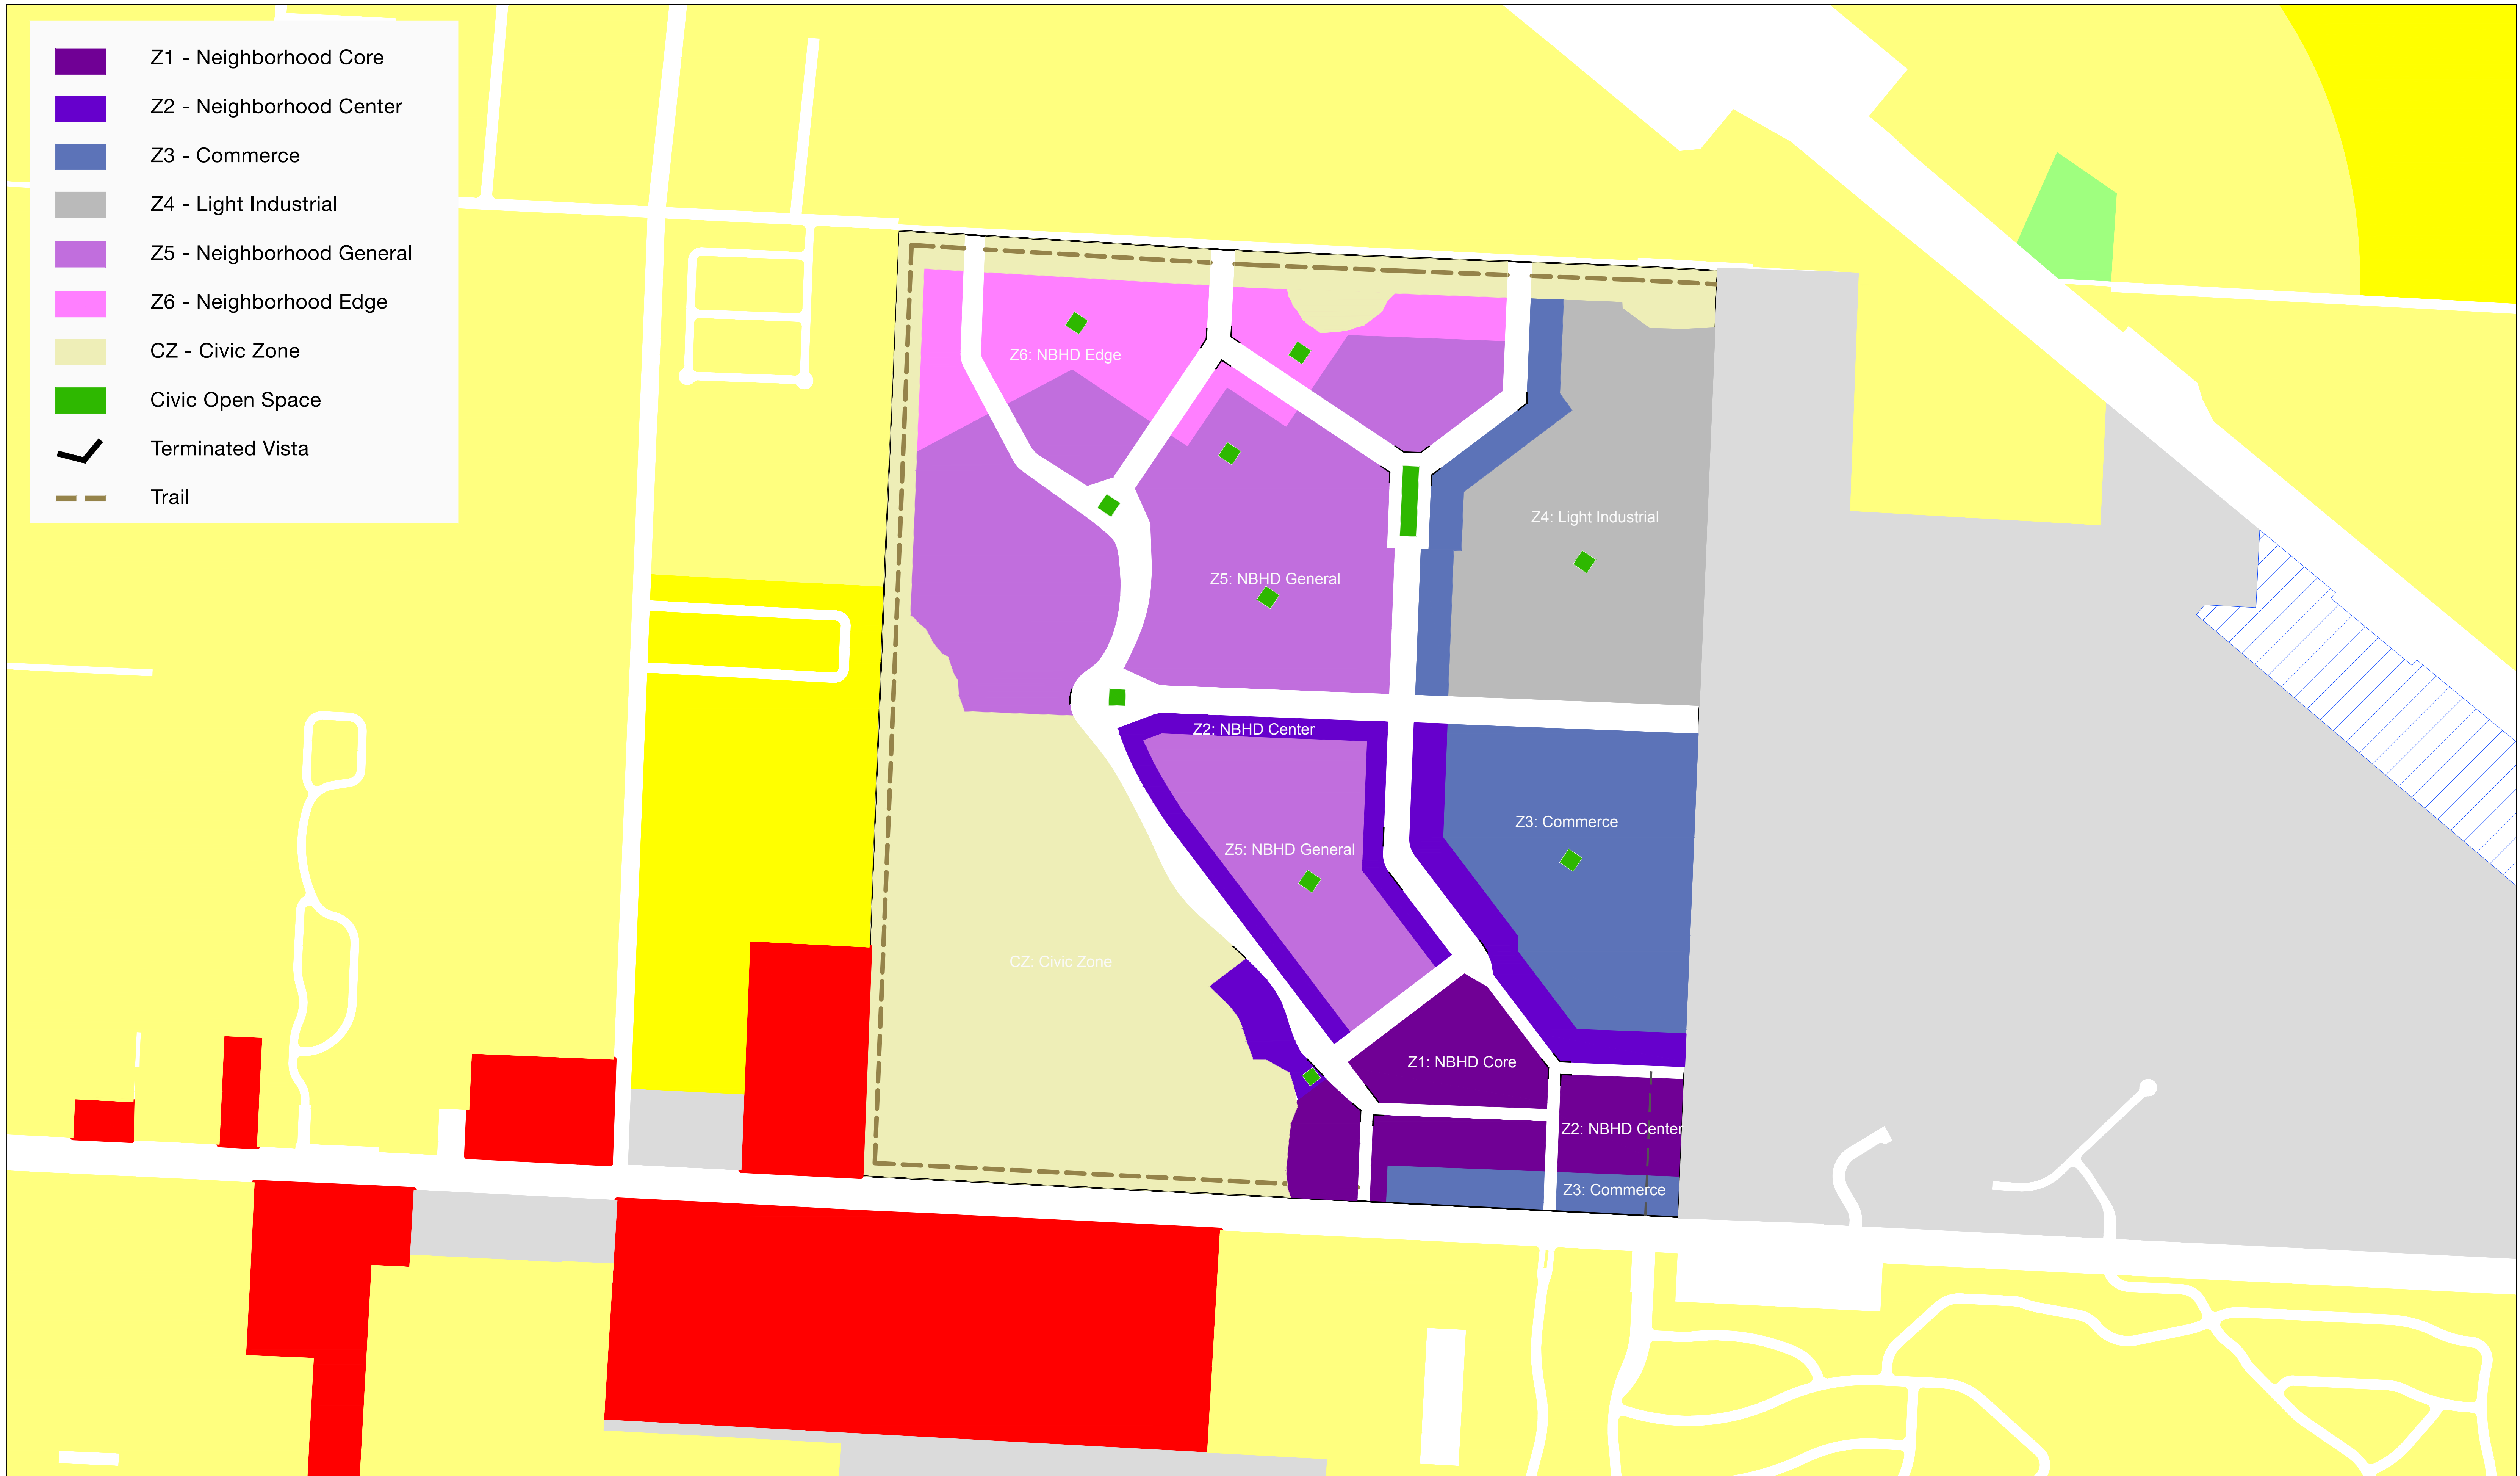 Z1 - Neighborhood Core
Z2 - Neighborhood Center
Z3 - Commerce
Z4 - Light Industrial
Z5 - Neighborhood General
Z6 - Neighborhood Edge
CZ - Civic Zone
Civic Open Space
Terminated Vista
Trail
Z6: NBHD Edge
Z4: Light Industrial
Z5: NBHD General
Z2: NBHD Center
Z3: Commerce
Z5: NBHD General
CZ: Civic Zone
Z1: NBHD Core
Z2: NBHD Center
Z3: Commerce